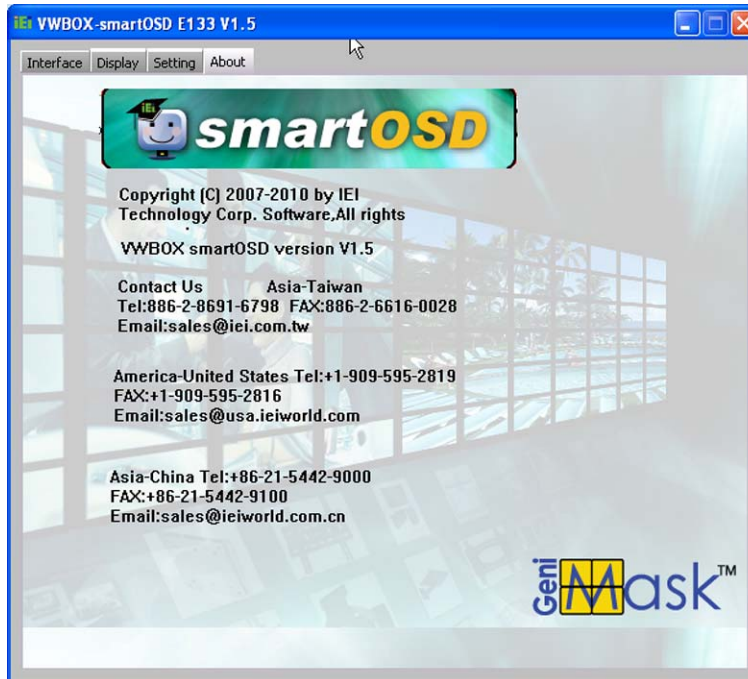 iEi VWBOX-smartOSD E133 V1.5
Interface Display Setting About
iEi
smartOSD
Copyright (C) 2007-2010 by IEI
Technology Corp. Software,All rights
VWBOX smartOSD version V1.5
Contact Us Asia-Taiwan
Tel:886-2-8691-6798 FAX:886-2-6616-0028
Email:sales@iei.com.tw
America-United States Tel:+1-909-595-2819
FAX:+1-909-595-2816
Email:sales@usa.ieiworld.com
Asia-China Tel:+86-21-5442-9000
FAX:+86-21-5442-9100
Email:sales@ieiworld.com.cn
Geni Mask™